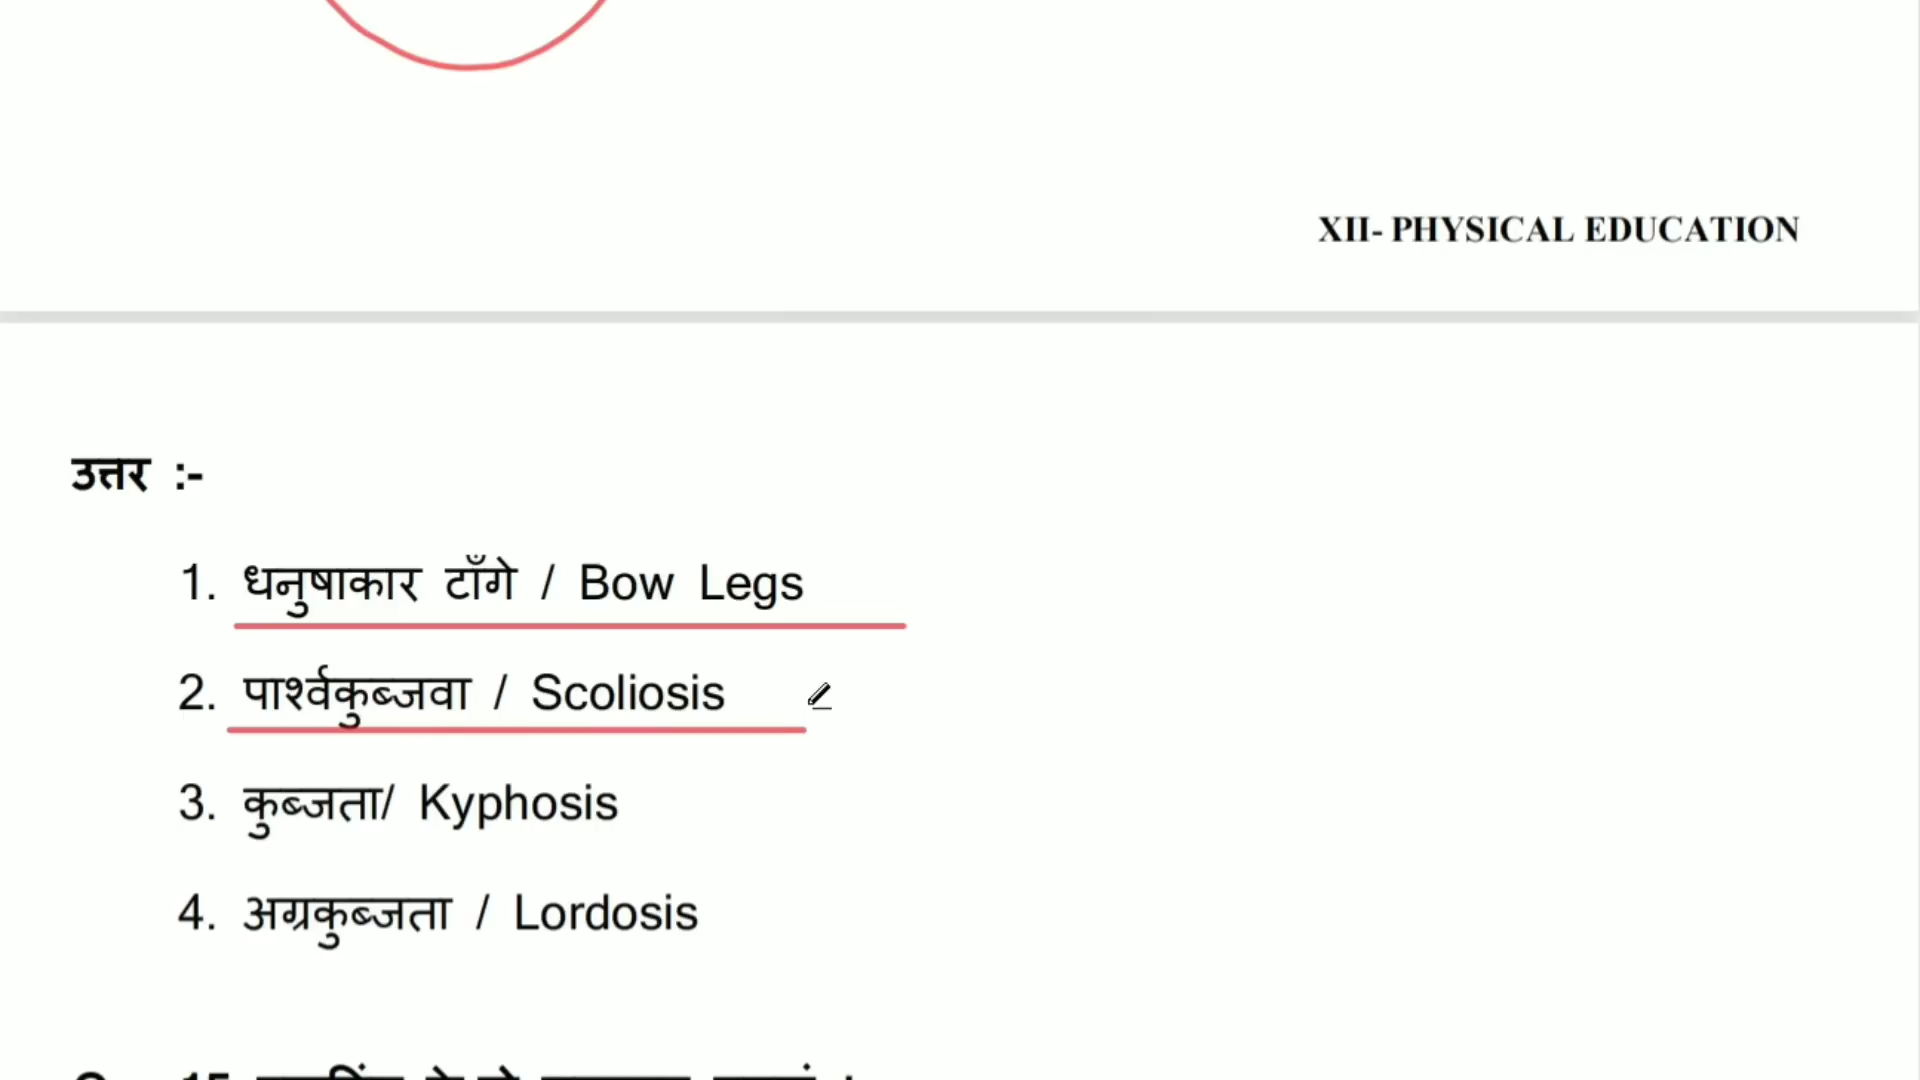 XII- PHYSICAL EDUCATION
उत्तर :-
1. धनुषाकार टाँगे / Bow Legs
2. पार्श्वकुब्जवा / Scoliosis
3. कुब्जता/ Kyphosis
4. अग्रकुब्जता / Lordosis